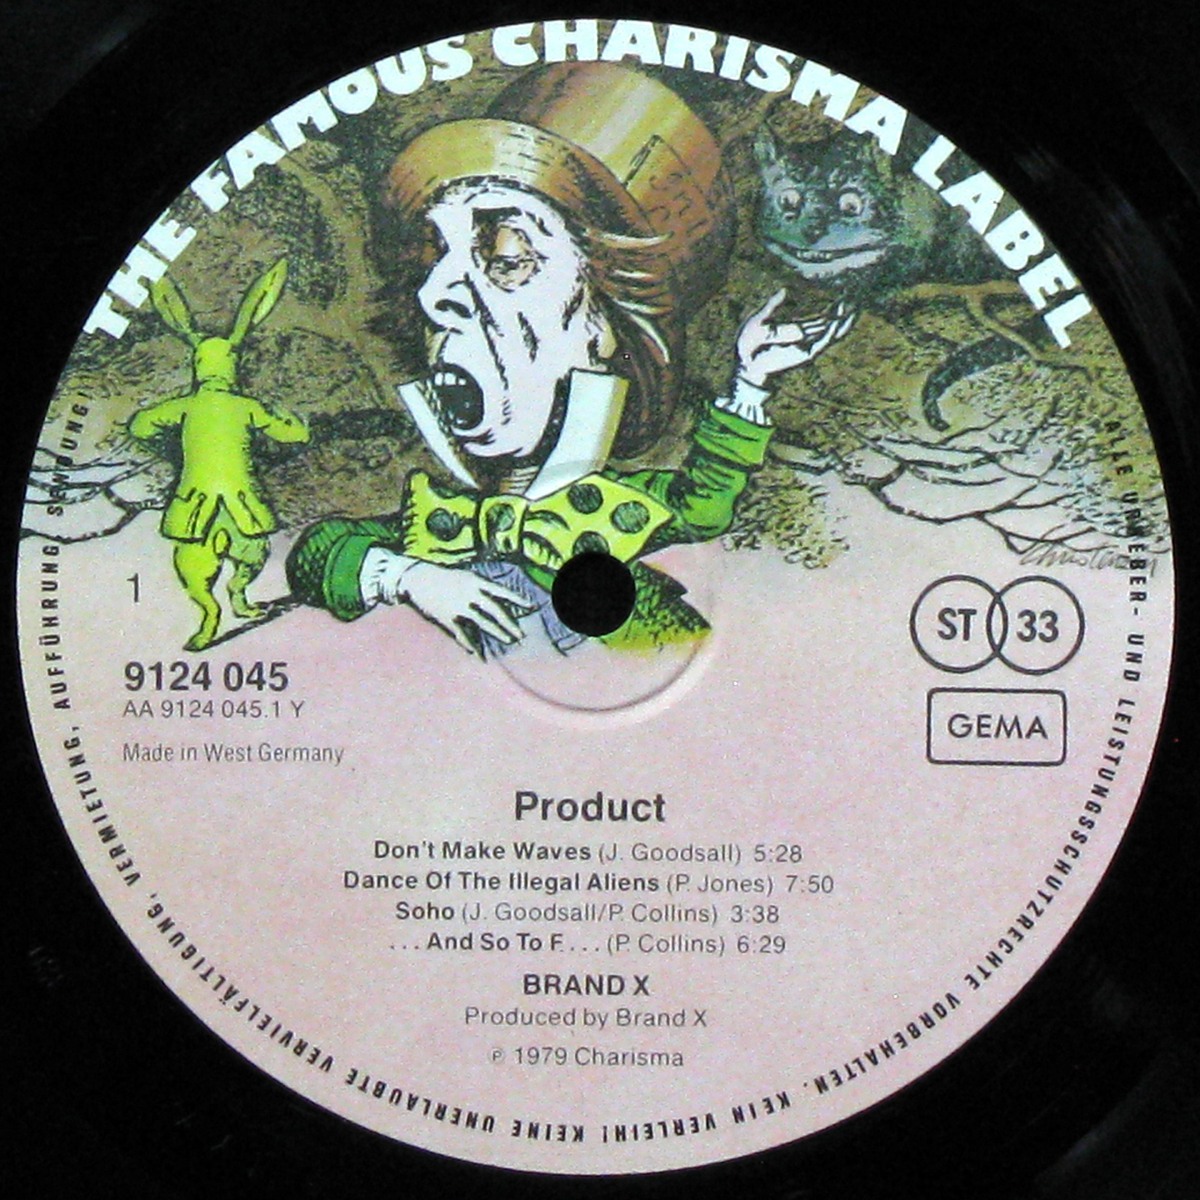 THE FAMOUS CHARISMA LABEL
1
9124 045
AA 9124 045.1 Y
Made in West Germany
ST 33
GEMA
Product
Don't Make Waves (J. Goodsall) 5:28
Dance Of The Illegal Aliens (P. Jones) 7:50
Soho (J. Goodsall/P. Collins) 3:38
...And So To F... (P. Collins) 6:29
BRAND X
Produced by Brand X
℗ 1979 Charisma
ALLE URHEBER- UND LEISTUNGSSCHUTZRECHTE VORBEHALTEN. KEIN VERLEIH! KEINE UNERLAUBTE VERVIELFÄLTIGUNG, VERMIETUNG, AUFFÜHRUNG, SENDUNG!